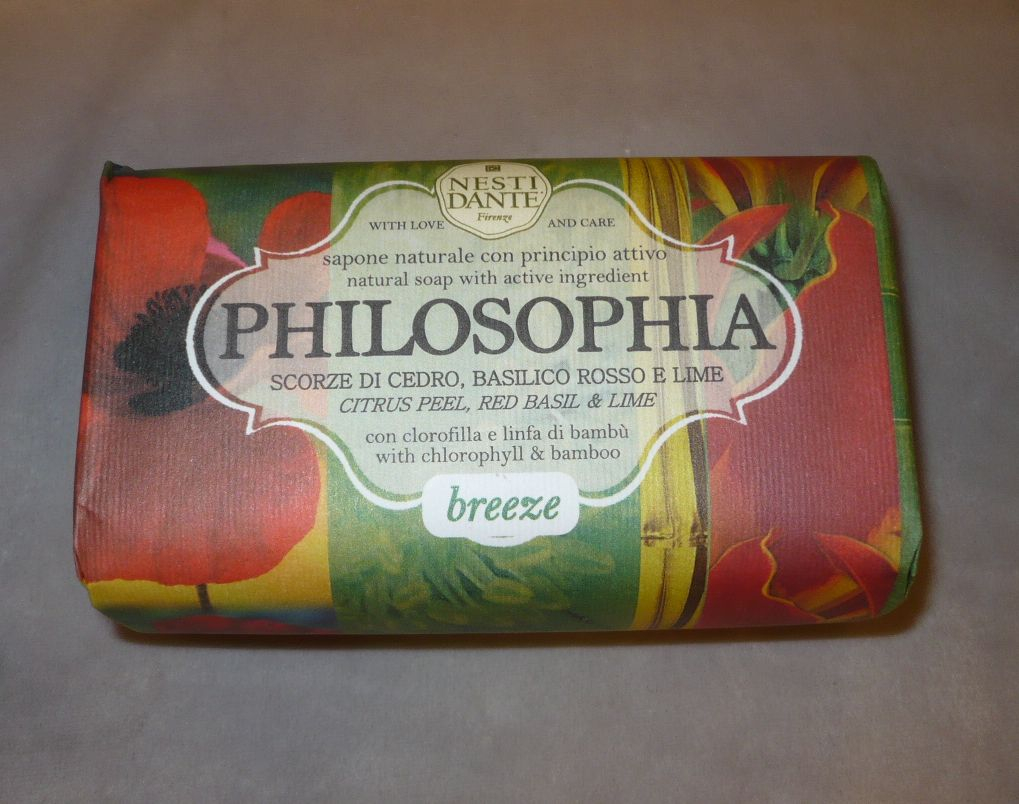 NESTI
DANTE
Firenze
WITH LOVE AND CARE
sapone naturale con principio attivo
natural soap with active ingredient
PHILOSOPHIA
SCORZE DI CEDRO, BASILICO ROSSO E LIME
CITRUS PEEL, RED BASIL & LIME
con clorofilla e linfa di bambù
with chlorophyll & bamboo
breeze